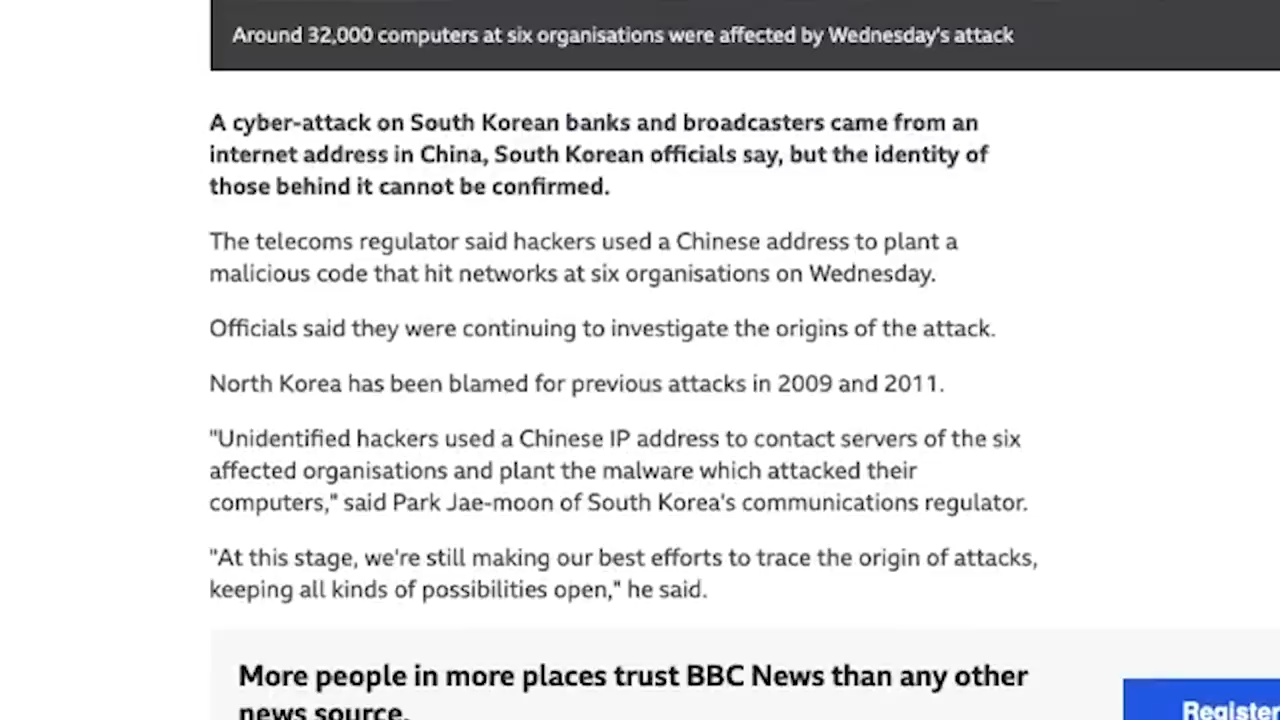 Around 32,000 computers at six organisations were affected by Wednesday's attack
A cyber-attack on South Korean banks and broadcasters came from an
internet address in China, South Korean officials say, but the identity of
those behind it cannot be confirmed.
The telecoms regulator said hackers used a Chinese address to plant a
malicious code that hit networks at six organisations on Wednesday.
Officials said they were continuing to investigate the origins of the attack.
North Korea has been blamed for previous attacks in 2009 and 2011.
"Unidentified hackers used a Chinese IP address to contact servers of the six
affected organisations and plant the malware which attacked their
computers," said Park Jae-moon of South Korea's communications regulator.
"At this stage, we're still making our best efforts to trace the origin of attacks,
keeping all kinds of possibilities open," he said.
More people in more places trust BBC News than any other
news source.
Register